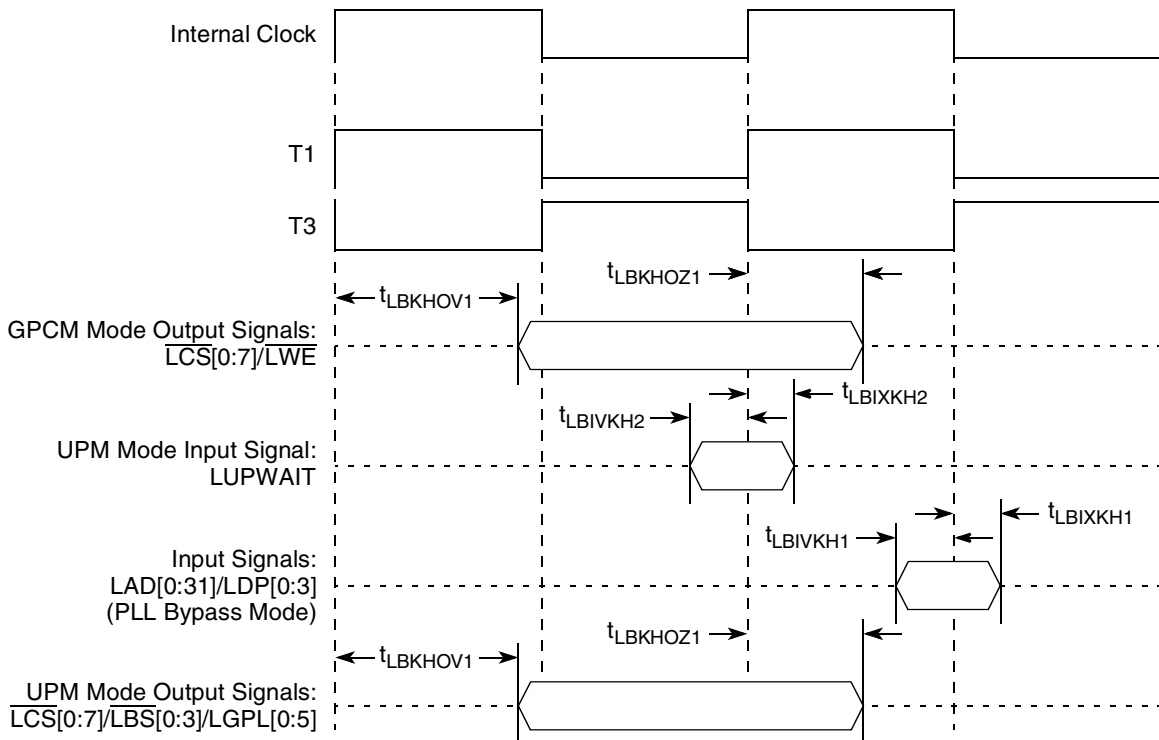 Internal Clock
T1
T3
tLBKHOZ1
tLBKHOV1
GPCM Mode Output Signals:
LCS[0:7]/LWE
tLBIXKH2
tLBIVKH2
UPM Mode Input Signal:
LUPWAIT
tLBIXKH1
tLBIVKH1
Input Signals:
LAD[0:31]/LDP[0:3]
(PLL Bypass Mode)
tLBKHOZ1
tLBKHOV1
UPM Mode Output Signals:
LCS[0:7]/LBS[0:3]/LGPL[0:5]